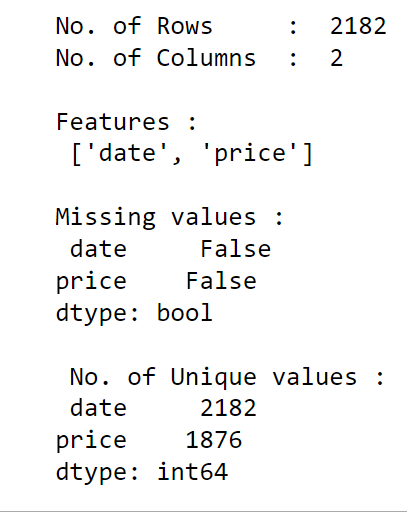 No. of Rows      :  2182
No. of Columns  :  2
Features :
['date', 'price']
Missing values :
date     False
price    False
dtype: bool
No. of Unique values :
date     2182
price    1876
dtype: int64